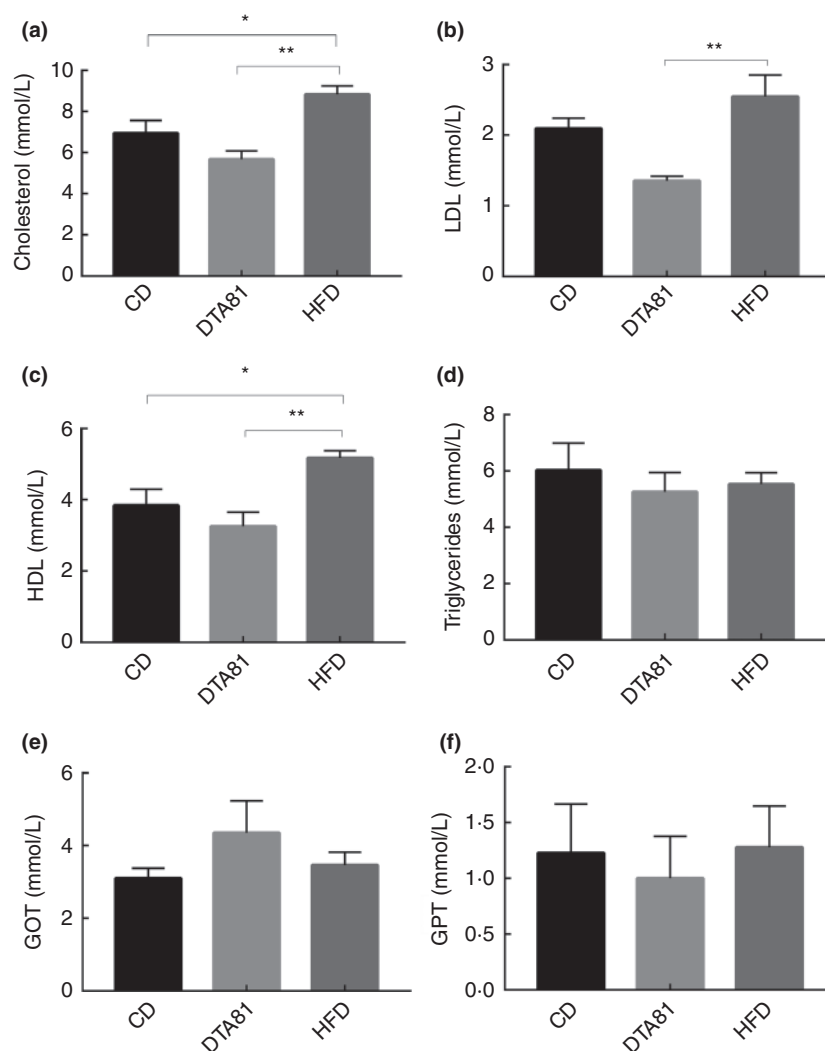 (a)
*
**
Cholesterol (mmol/L)
10
8
6
4
2
0
CD
DTA81
HFD
(b)
**
LDL (mmol/L)
3
2
1
0
CD
DTA81
HFD
(c)
*
**
HDL (mmol/L)
6
4
2
0
CD
DTA81
HFD
(d)
Triglycerides (mmol/L)
8
6
4
2
0
CD
DTA81
HFD
(e)
GOT (mmol/L)
6
4
2
0
CD
DTA81
HFD
(f)
GPT (mmol/L)
2·0
1·5
1·0
0·5
0·0
CD
DTA81
HFD